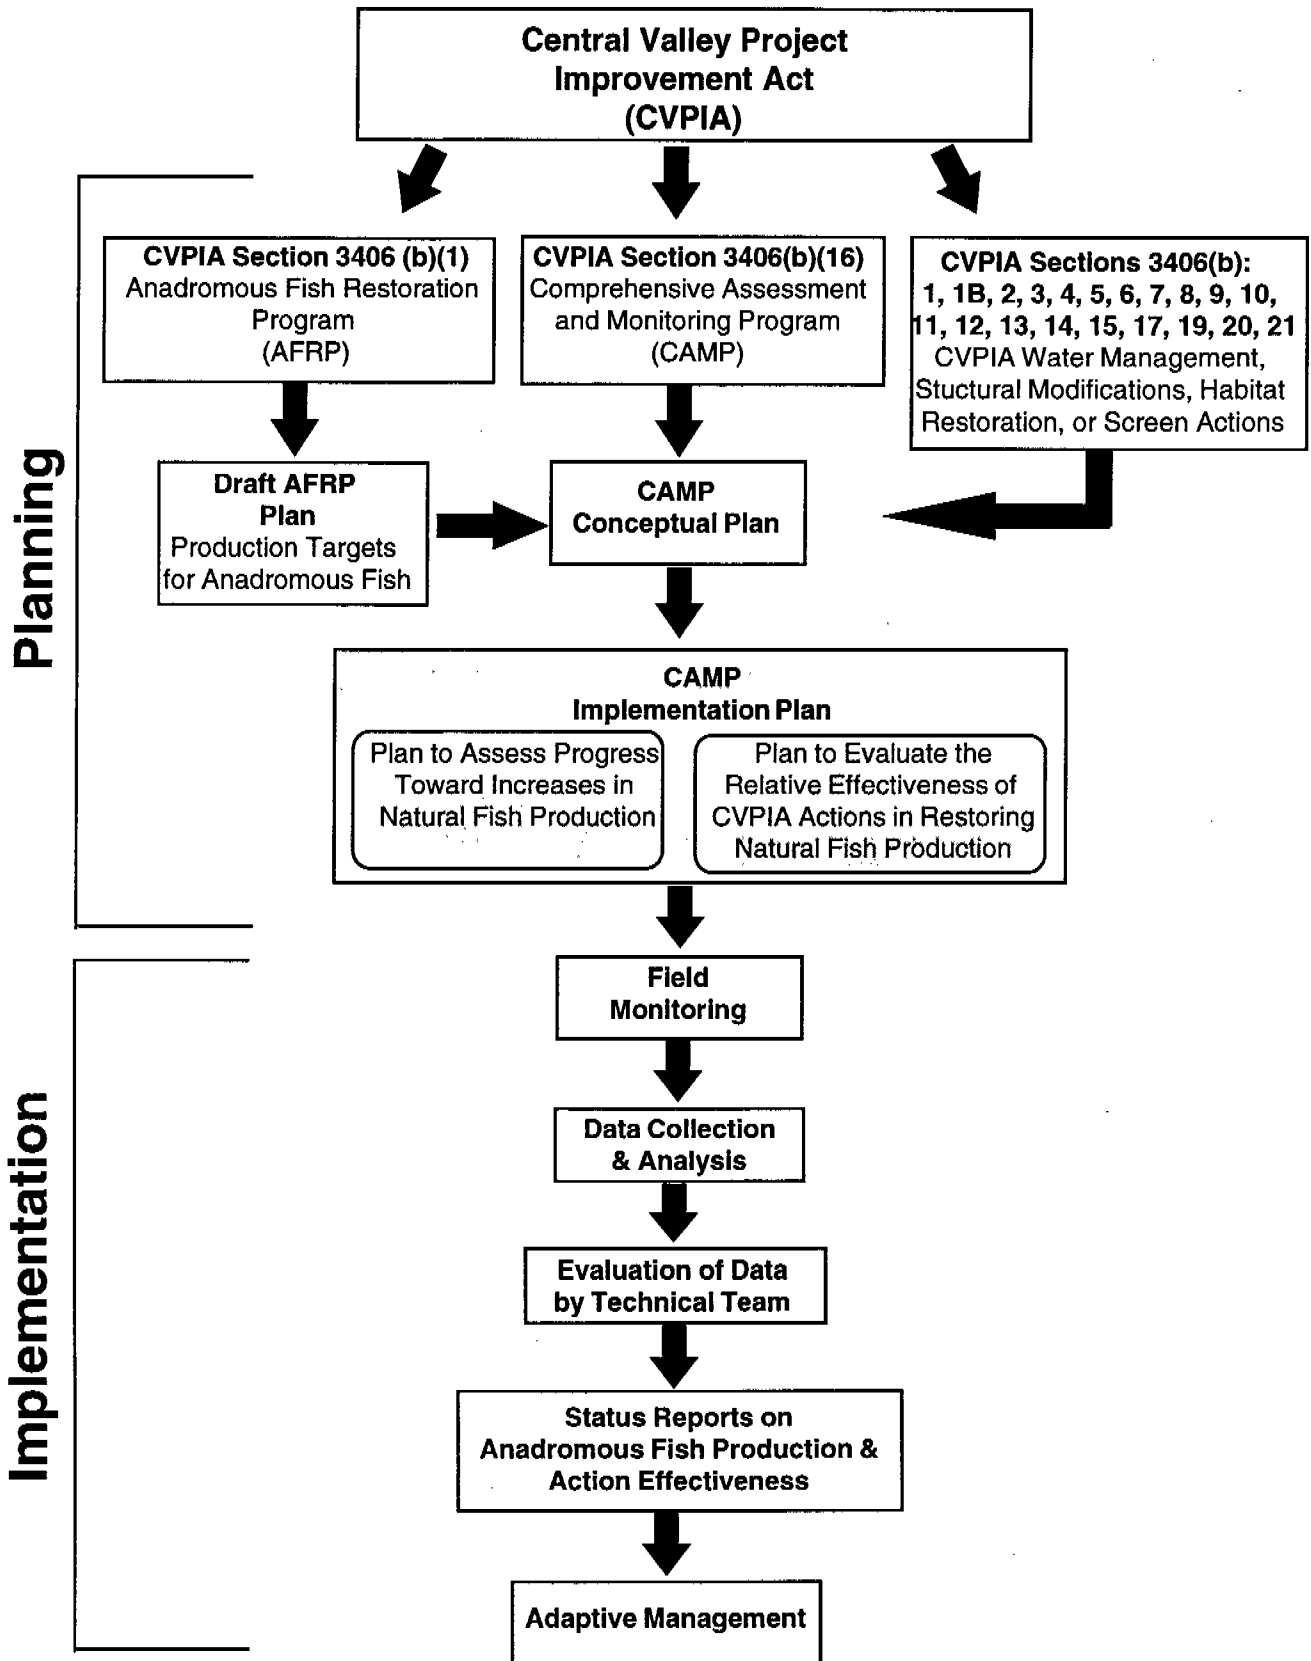 Central Valley Project
Improvement Act
(CVPIA)
Planning
CVPIA Section 3406 (b)(1)
Anadromous Fish Restoration
Program
(AFRP)
CVPIA Section 3406(b)(16)
Comprehensive Assessment
and Monitoring Program
(CAMP)
CVPIA Sections 3406(b):
1, 1B, 2, 3, 4, 5, 6, 7, 8, 9, 10,
11, 12, 13, 14, 15, 17, 19, 20, 21
CVPIA Water Management,
Stuctural Modifications, Habitat
Restoration, or Screen Actions
Draft AFRP
Plan
Production Targets
for Anadromous Fish
CAMP
Conceptual Plan
CAMP
Implementation Plan
Plan to Assess Progress
Toward Increases in
Natural Fish Production
Plan to Evaluate the
Relative Effectiveness of
CVPIA Actions in Restoring
Natural Fish Production
Implementation
Field
Monitoring
Data Collection
& Analysis
Evaluation of Data
by Technical Team
Status Reports on
Anadromous Fish Production &
Action Effectiveness
Adaptive Management